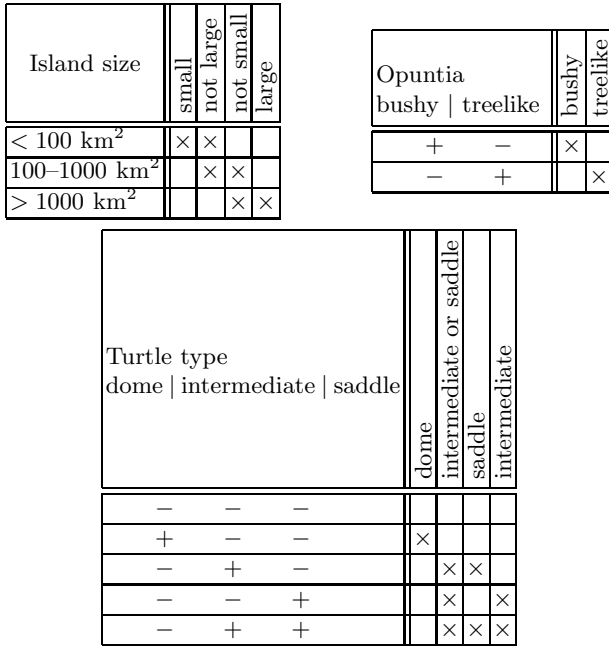 Island size
small
not large
not small
large
< 100 km²
× ×
100–1000 km²
× ×
> 1000 km²
× ×
Opuntia
bushy | treelike
bushy
treelike
+ − ×
− + ×
Turtle type
dome | intermediate | saddle
dome
intermediate or saddle
saddle
intermediate
− − −
+ − − ×
− + − × ×
− − + × ×
− + + × × ×